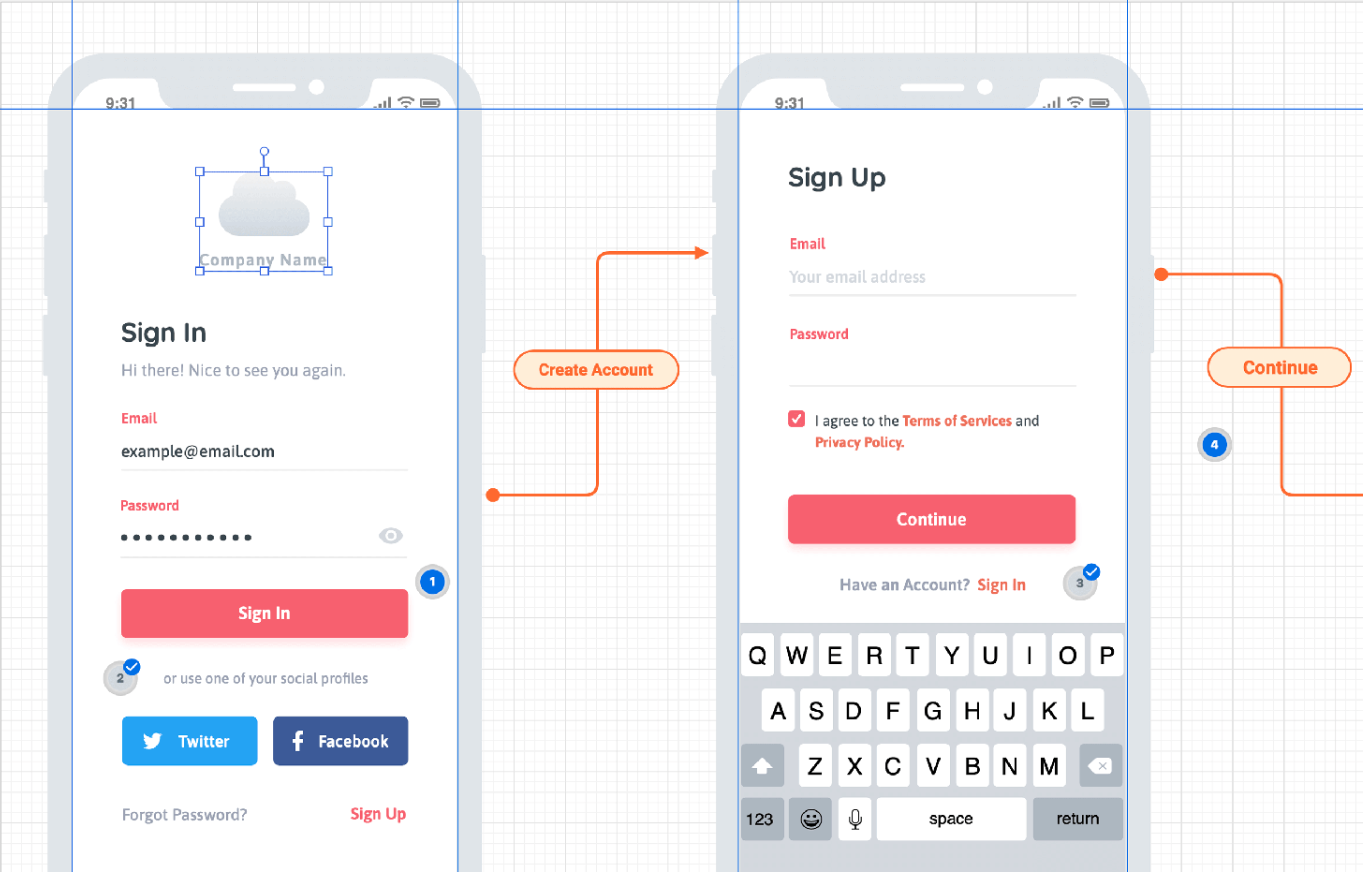 9:31
Company Name
Sign In
Hi there! Nice to see you again.
Email
example@email.com
Password
1
Sign In
2
or use one of your social profiles
Twitter
Facebook
Forgot Password?
Sign Up
Create Account
9:31
Sign Up
Email
Your email address
Password
I agree to the Terms of Services and
Privacy Policy.
Continue
Have an Account? Sign In
3
Q W E R T Y U I O P
A S D F G H J K L
Z X C V B N M
123
space
return
Continue
4